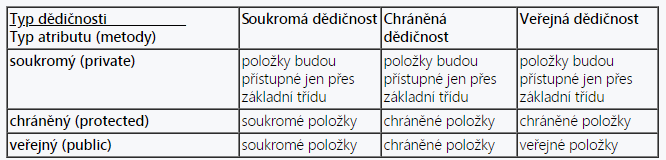 Typ dědičnosti Soukromá dědičnost Chráněná dědičnost Veřejná dědičnost
Typ atributu (metody)
soukromý (private) položky budou přístupné jen přes základní třídu položky budou přístupné jen přes základní třídu položky budou přístupné jen přes základní třídu
chráněný (protected) soukromé položky chráněné položky chráněné položky
veřejný (public) soukromé položky chráněné položky veřejné položky